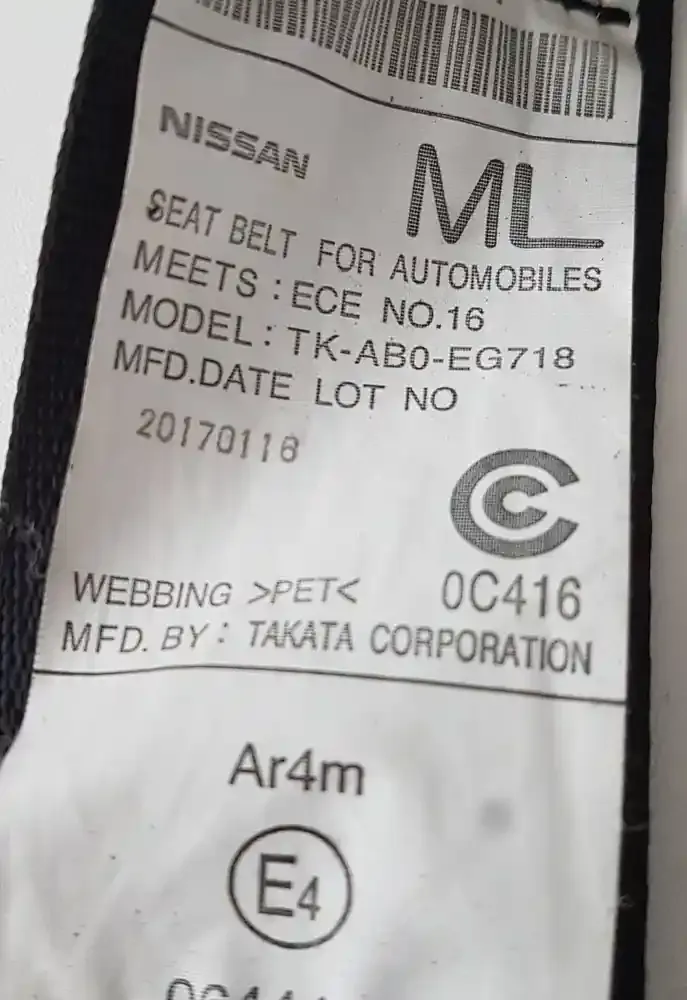 NISSAN
ML
SEAT BELT FOR AUTOMOBILES
MEETS : ECE NO.16
MODEL : TK-AB0-EG718
MFD.DATE LOT NO
20170116
WEBBING >PET<
0C416
MFD. BY : TAKATA CORPORATION
Ar4m
E4